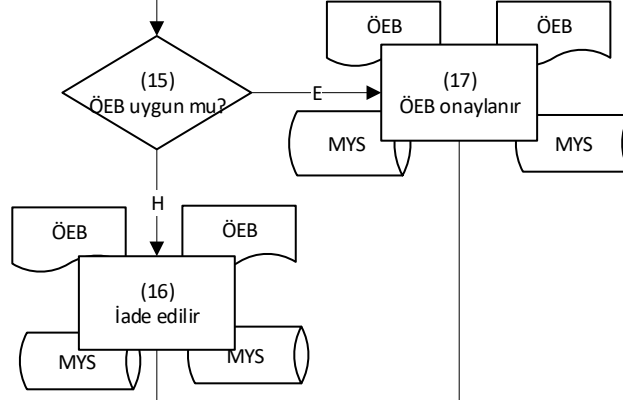 ÖEB
ÖEB
(15)
ÖEB uygun mu?
E
(17)
ÖEB onaylanır
MYS
MYS
H
ÖEB
ÖEB
(16)
İade edilir
MYS
MYS